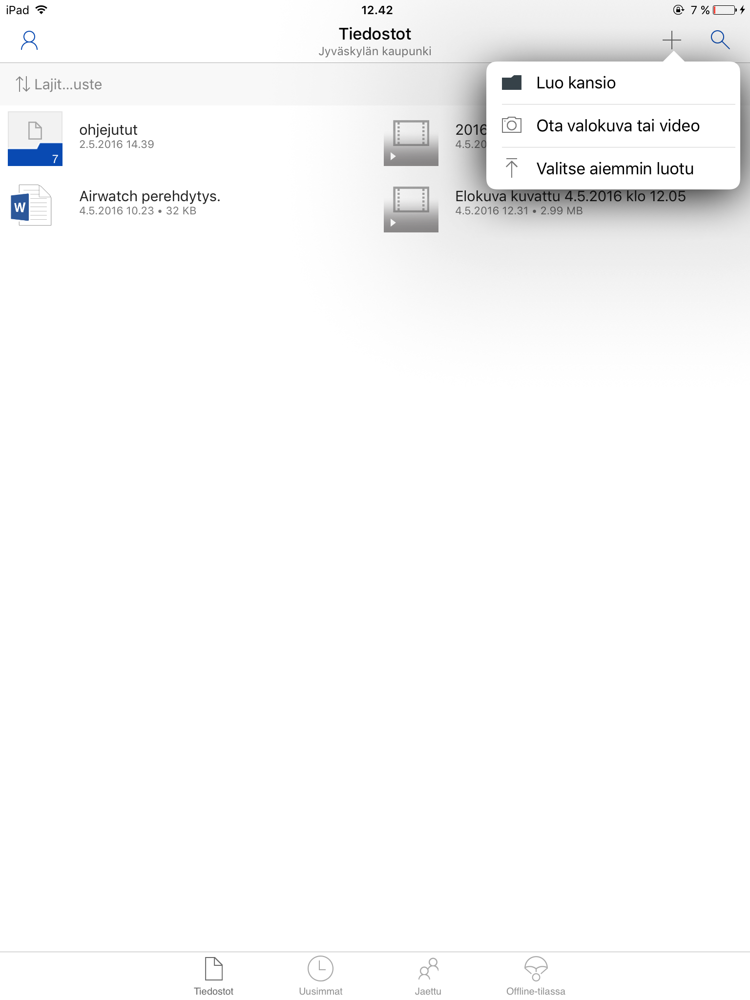 iPad 12.42 7 %
Tiedostot
Jyväskylän kaupunki
Lajit...uste
Luo kansio
Ota valokuva tai video
Valitse aiemmin luotu
ohjejutut
2.5.2016 14.39
7
2016
4.5.20
Airwatch perehdytys.
4.5.2016 10.23 • 32 KB
W
Elokuva kuvattu 4.5.2016 klo 12.05
4.5.2016 12.31 • 2.99 MB
Tiedostot
Uusimmat
Jaettu
Offline-tilassa